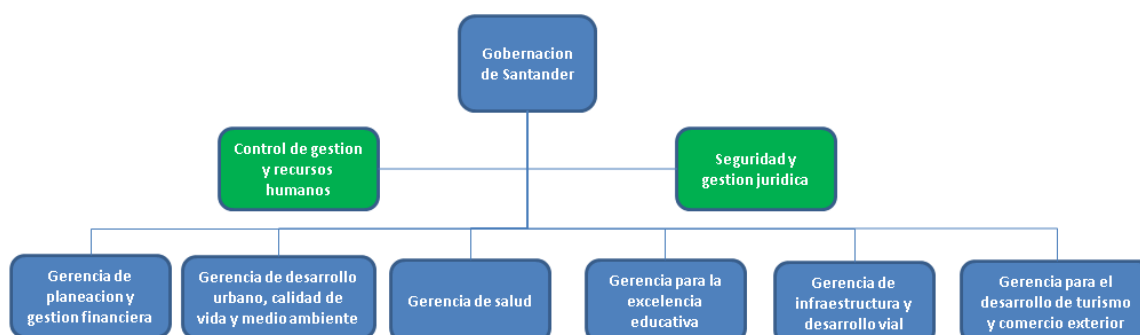 Gobernacion
de Santander
Control de gestion
y recursos
humanos
Seguridad y
gestion juridica
Gerencia de
planeacion y
gestion financiera
Gerencia de desarrollo
urbano, calidad de
vida y medio ambiente
Gerencia de salud
Gerencia para la
excelencia
educativa
Gerencia de
infraestructura y
desarrollo vial
Gerencia para el
desarrollo de turismo
y comercio exterior